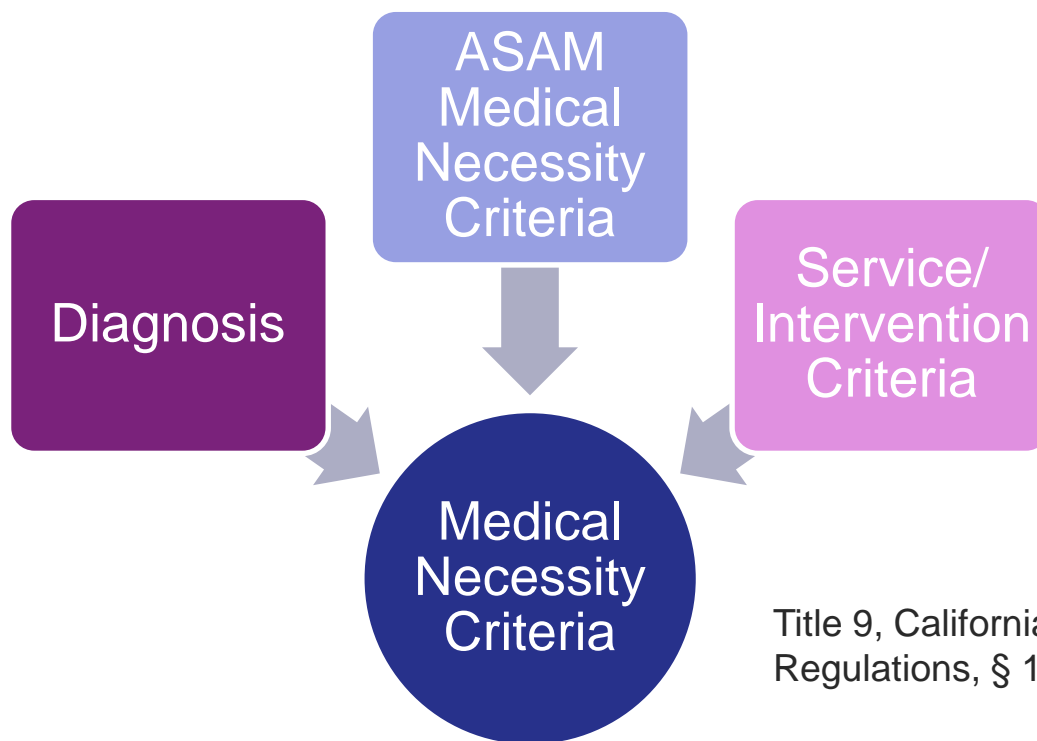 ASAM
Medical
Necessity
Criteria
Diagnosis
Service/
Intervention
Criteria
Medical
Necessity
Criteria
Title 9, California
Regulations, § 1